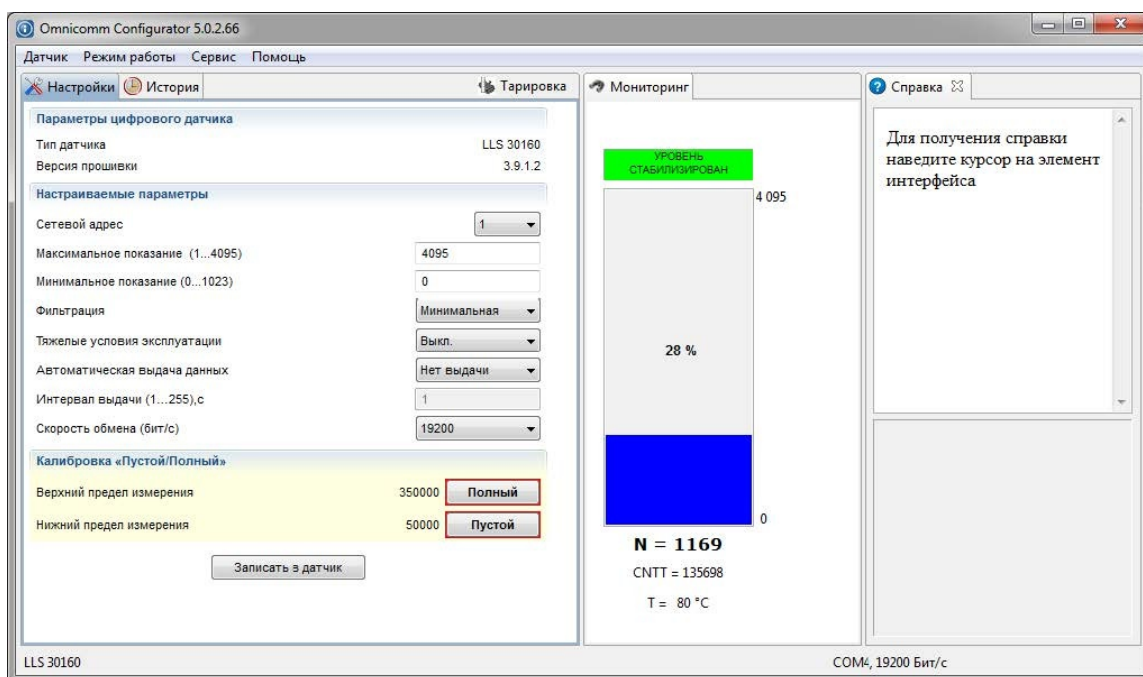 Omnicomm Configurator 5.0.2.66
Датчик Режим работы Сервис Помощь
Настройки История Тарировка
Параметры цифрового датчика
Тип датчика LLS 30160
Версия прошивки 3.9.1.2
Настраиваемые параметры
Сетевой адрес 1
Максимальное показание (1...4095) 4095
Минимальное показание (0...1023) 0
Фильтрация Минимальная
Тяжелые условия эксплуатации Выкл.
Автоматическая выдача данных Нет выдачи
Интервал выдачи (1...255),с 1
Скорость обмена (бит/с) 19200
Калибровка «Пустой/Полный»
Верхний предел измерения 350000 Полный
Нижний предел измерения 50000 Пустой
Записать в датчик
Мониторинг
УРОВЕНЬ
СТАБИЛИЗИРОВАН
4 095
28 %
0
N = 1169
CNTT = 135698
T = 80 °C
Справка
Для получения справки
наведите курсор на элемент
интерфейса
LLS 30160 COM4, 19200 Бит/с